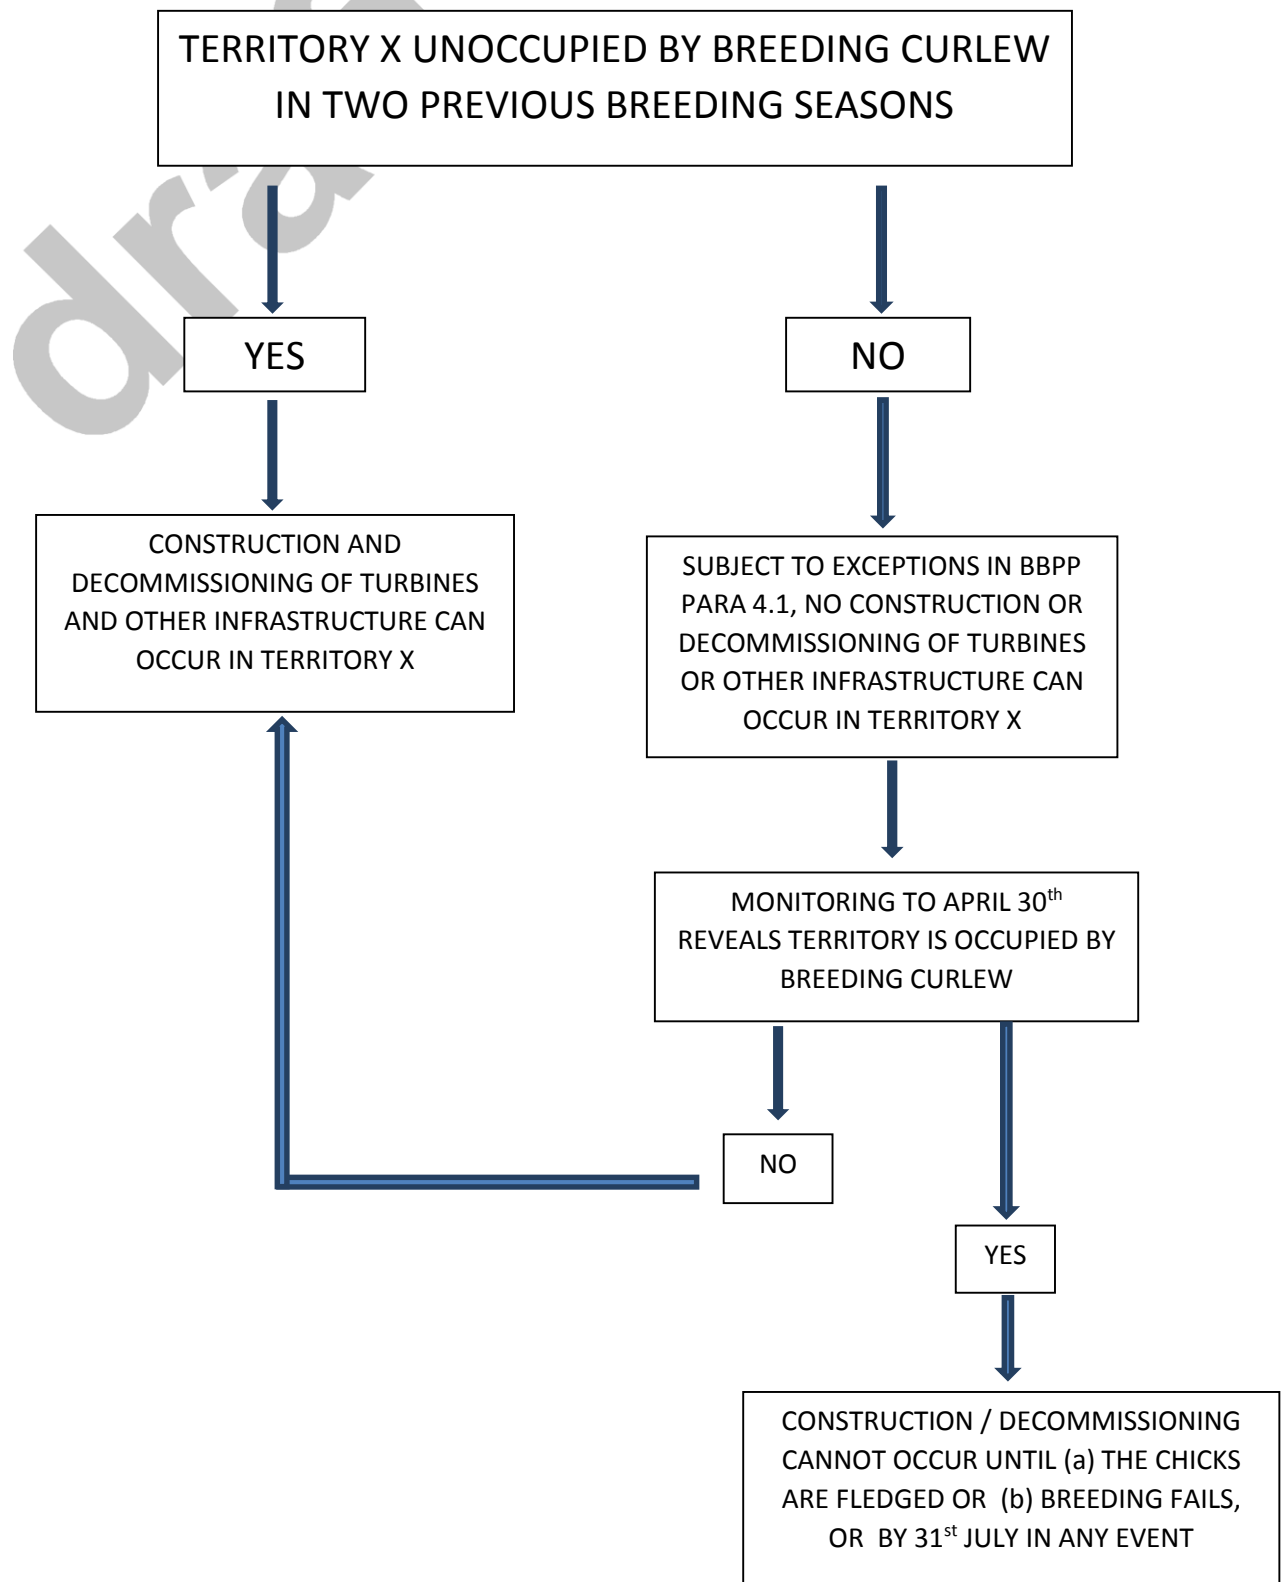 TERRITORY X UNOCCUPIED BY BREEDING CURLEW
IN TWO PREVIOUS BREEDING SEASONS
YES
NO
CONSTRUCTION AND
DECOMMISSIONING OF TURBINES
AND OTHER INFRASTRUCTURE CAN
OCCUR IN TERRITORY X
SUBJECT TO EXCEPTIONS IN BBPP
PARA 4.1, NO CONSTRUCTION OR
DECOMMISSIONING OF TURBINES
OR OTHER INFRASTRUCTURE CAN
OCCUR IN TERRITORY X
MONITORING TO APRIL 30th
REVEALS TERRITORY IS OCCUPIED BY
BREEDING CURLEW
NO
YES
CONSTRUCTION / DECOMMISSIONING
CANNOT OCCUR UNTIL (a) THE CHICKS
ARE FLEDGED OR (b) BREEDING FAILS,
OR BY 31st JULY IN ANY EVENT